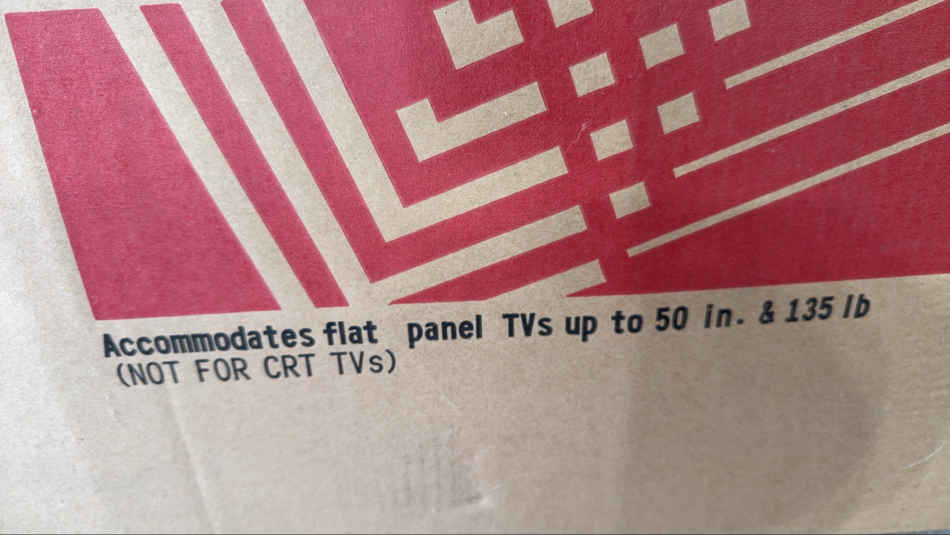 Accommodates flat panel TVs up to 50 in. & 135 lb
(NOT FOR CRT TVs)